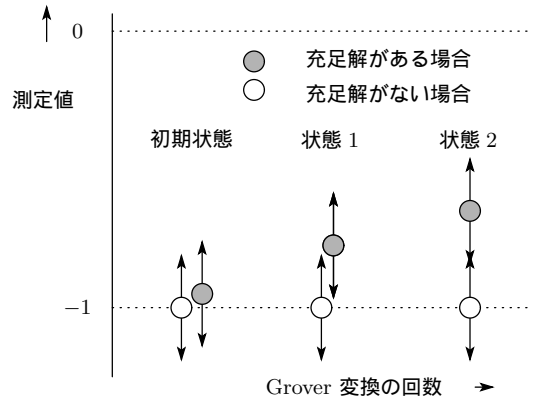 0
充足解がある場合
充足解がない場合
測定値
初期状態 状態 1 状態 2
−1
Grover 変換の回数